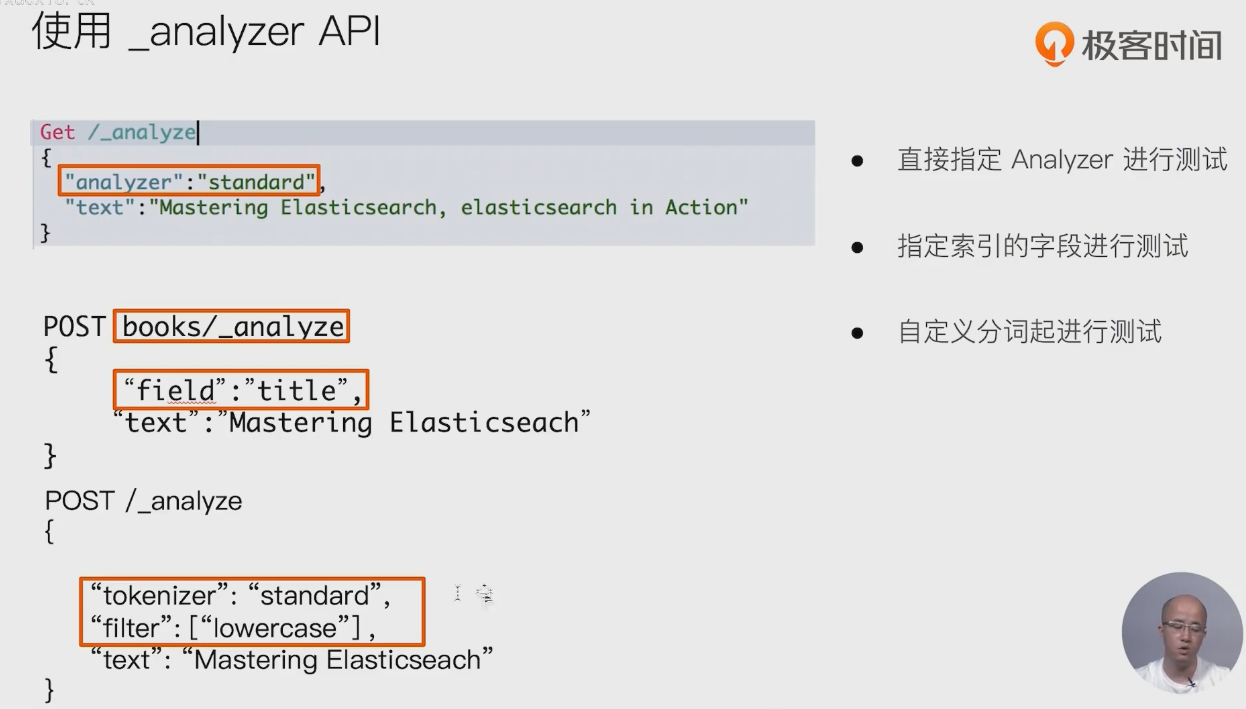 使用 _analyzer API
极客时间
Get /_analyze
{
"analyzer":"standard",
"text":"Mastering Elasticsearch, elasticsearch in Action"
}
● 直接指定 Analyzer 进行测试
● 指定索引的字段进行测试
● 自定义分词起进行测试
POST books/_analyze
{
“field”:”title”,
“text”:”Mastering Elasticseach”
}
POST /_analyze
{
“tokenizer”: “standard”,
“filter”: [“lowercase”],
“text”: “Mastering Elasticseach”
}